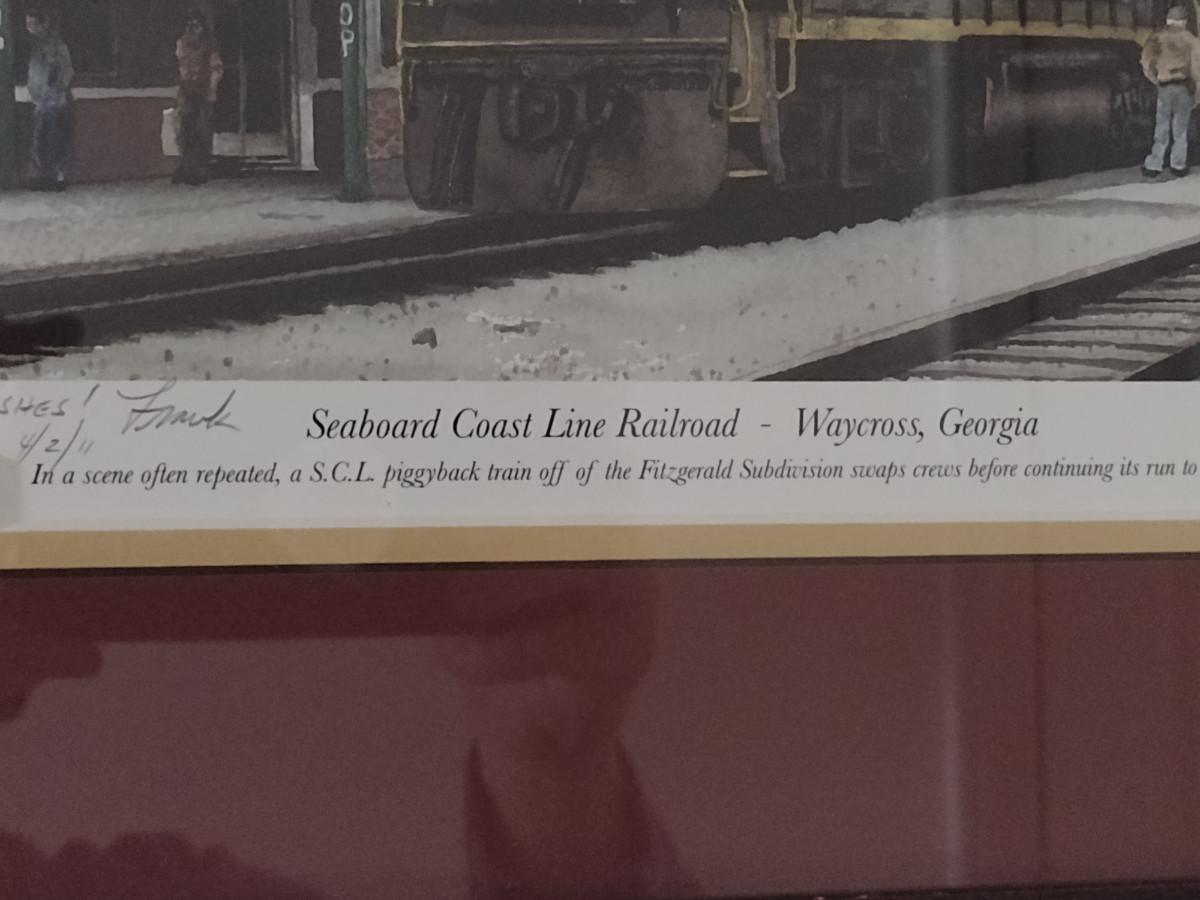 OP
SHES! Frank
4/2/11
Seaboard Coast Line Railroad - Waycross, Georgia
In a scene often repeated, a S.C.L. piggyback train off of the Fitzgerald Subdivision swaps crews before continuing its run to